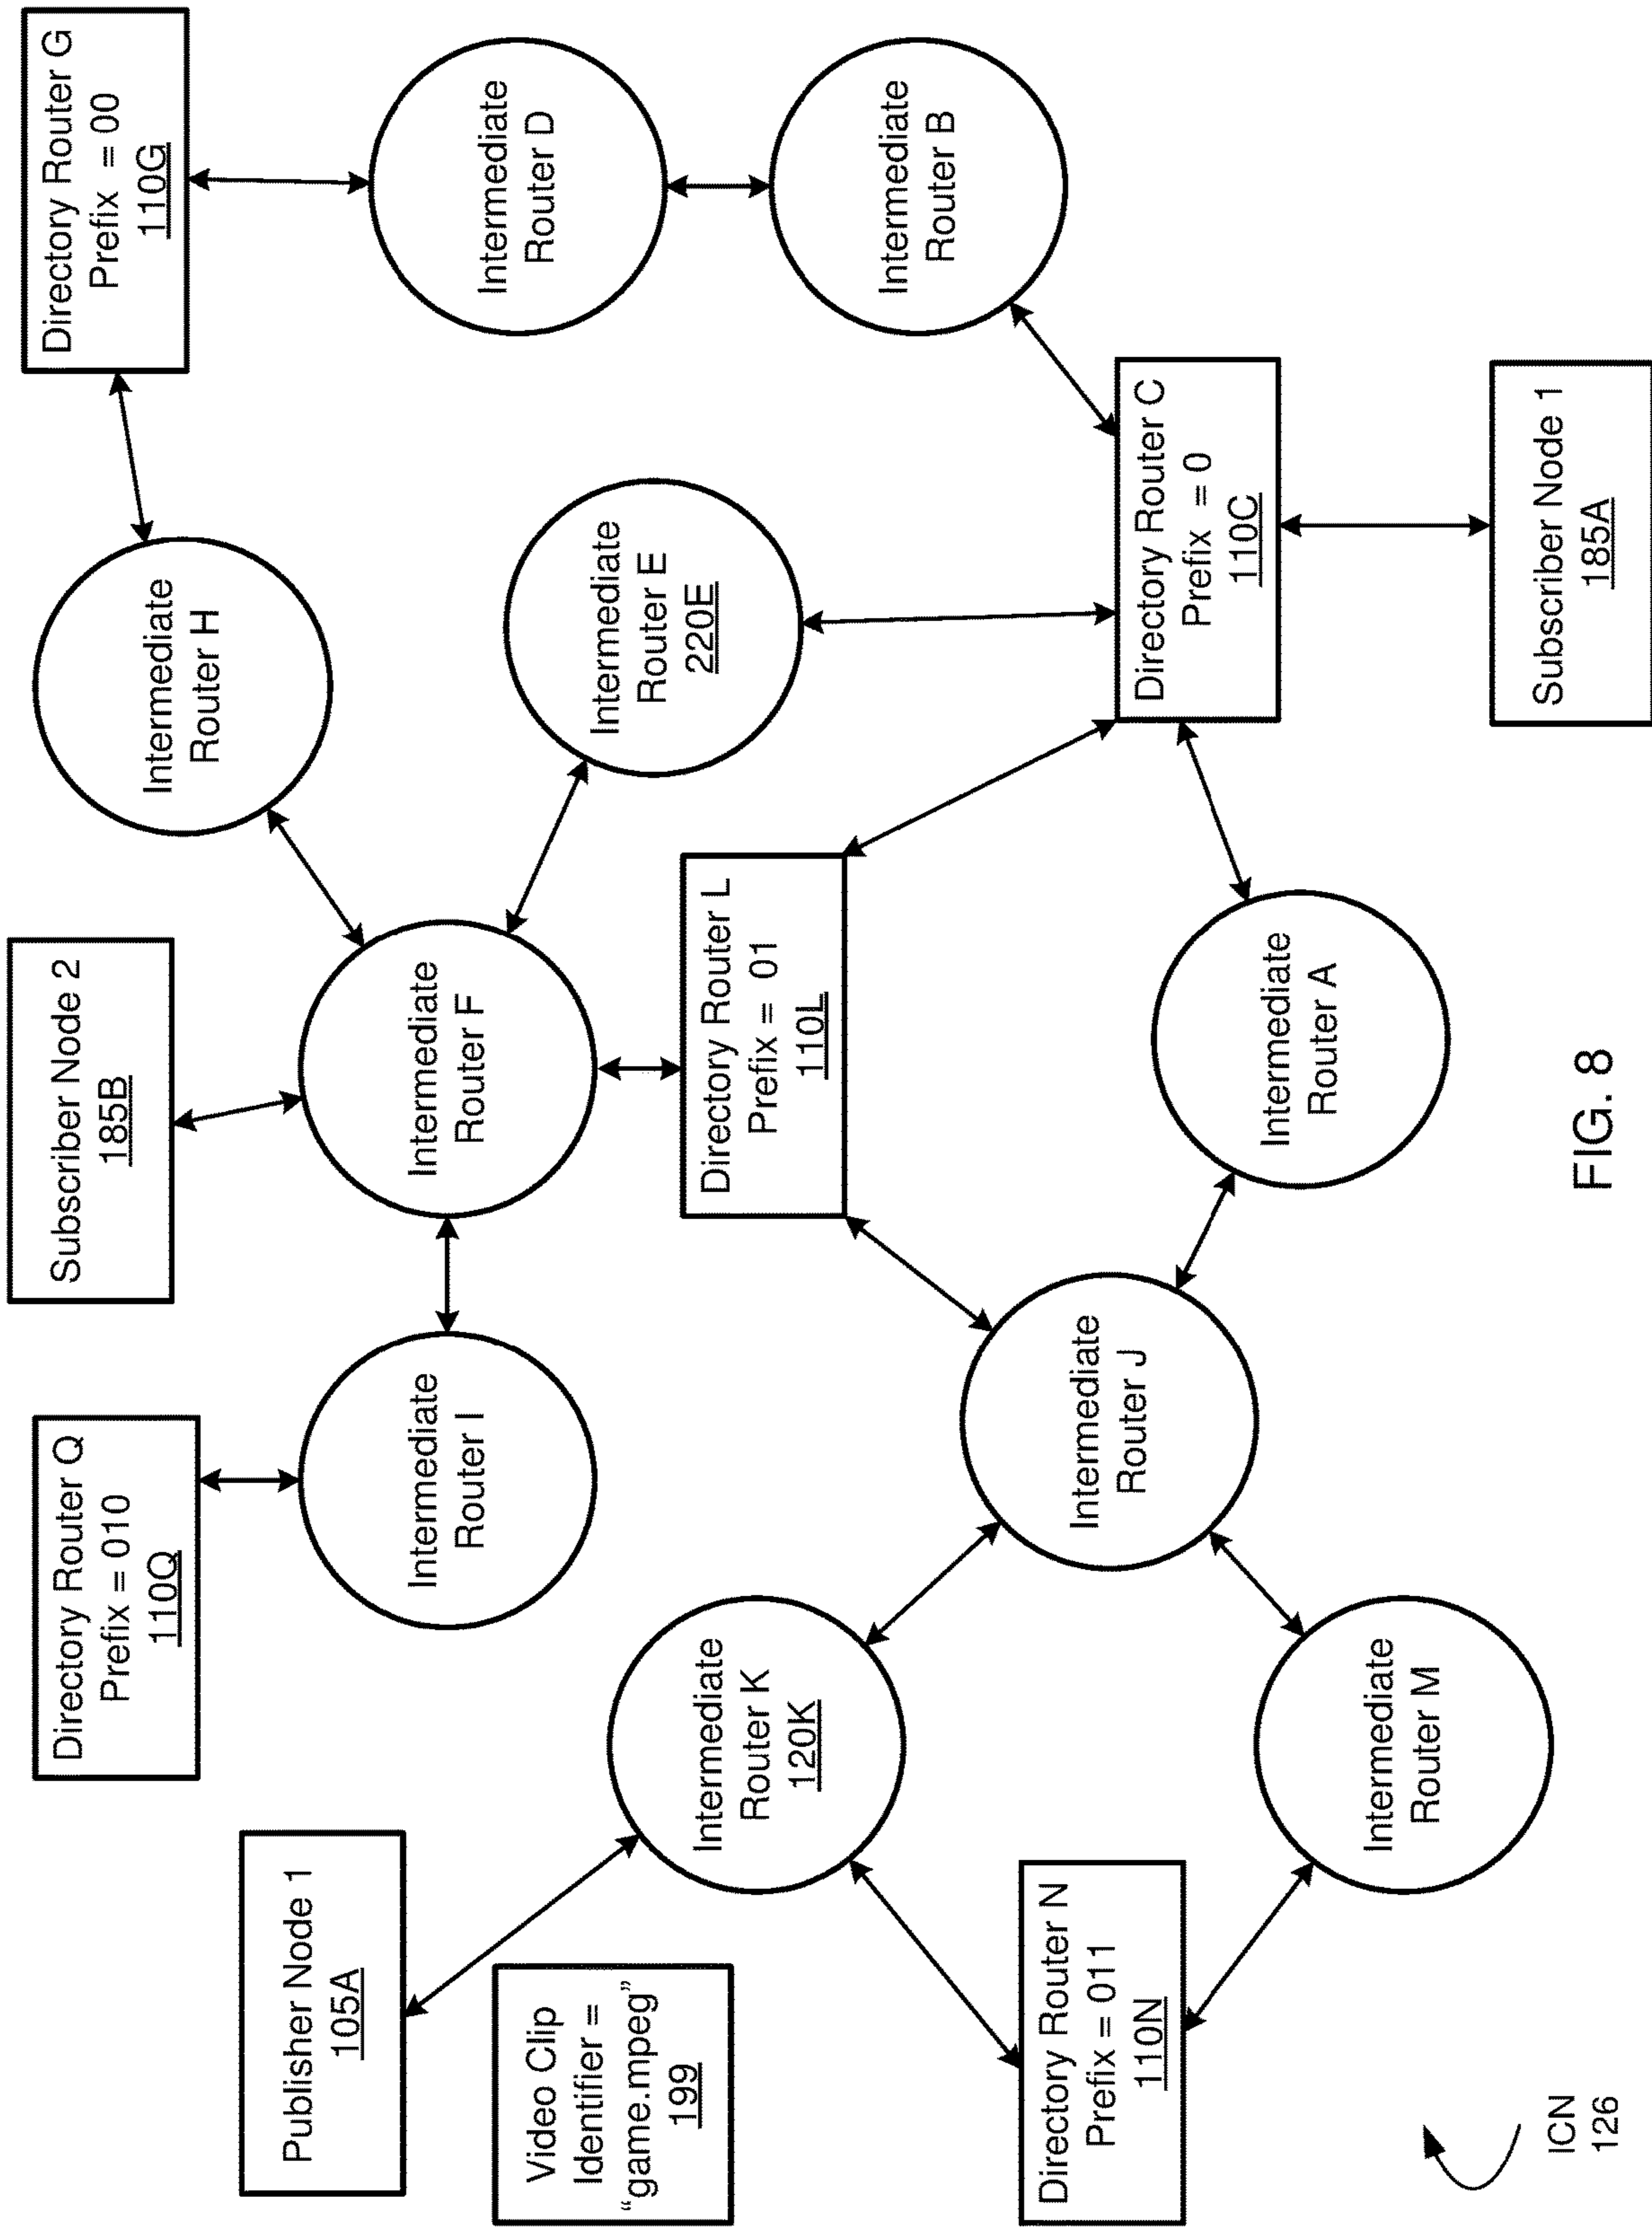 Publisher Node 1
105A
Directory Router Q
Prefix = 010
110Q
Subscriber Node 2
185B
Intermediate
Router H
Directory Router G
Prefix = 00
110G
Video Clip
Identifier =
“game.mpeg”
199
Intermediate
Router I
Intermediate
Router F
Intermediate
Router E
220E
Intermediate
Router D
Intermediate
Router K
120K
Directory Router L
Prefix = 01
110L
Intermediate
Router B
Directory Router N
Prefix = 011
110N
Intermediate
Router J
Directory Router C
Prefix = 0
110C
Intermediate
Router M
Intermediate
Router A
Subscriber Node 1
185A
ICN
126
FIG. 8